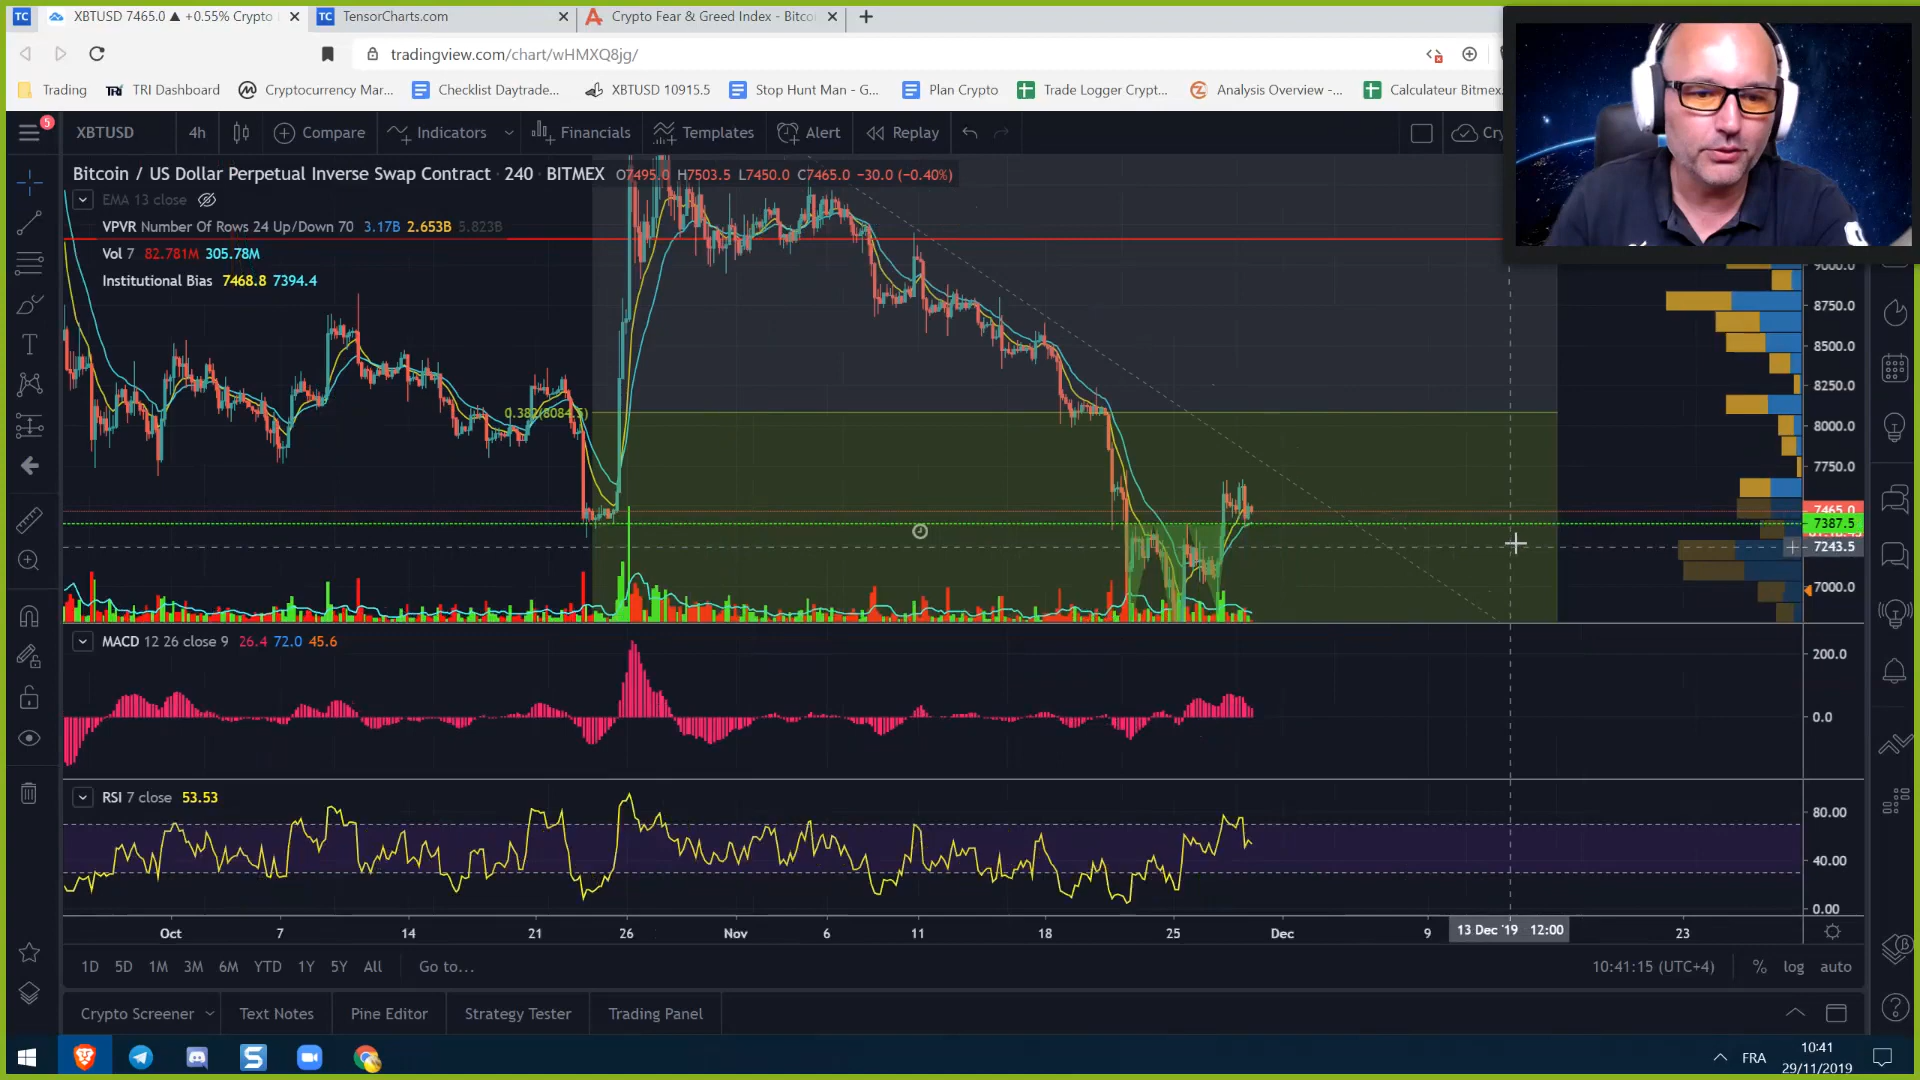 XBTUSD 7465.0 ▲ +0.55% Crypto
TensorCharts.com
Crypto Fear & Greed Index - Bitcoi
tradingview.com/chart/wHMXQ8jg/
Trading
TRI Dashboard
Cryptocurrency Mar...
Checklist Daytrade...
XBTUSD 10915.5
Stop Hunt Man - G...
Plan Crypto
Trade Logger Crypt...
Analysis Overview -...
Calculateur Bitmex
5
XBTUSD
4h
Compare
Indicators
Financials
Templates
Alert
Replay
Cry
Bitcoin / US Dollar Perpetual Inverse Swap Contract · 240 · BITMEX O7495.0 H7503.5 L7450.0 C7465.0 −30.0 (−0.40%)
EMA 13 close
VPVR Number Of Rows 24 Up/Down 70 3.17B 2.653B 5.823B
Vol 7 82.781M 305.78M
Institutional Bias 7468.8 7394.4
0.382(8084.5)
9000.0
8750.0
8500.0
8250.0
8000.0
7750.0
7465.0
7387.5
7243.5
7000.0
MACD 12 26 close 9 26.4 72.0 45.6
200.0
0.0
RSI 7 close 53.53
80.00
40.00
0.00
Oct 7 14 21 26 Nov 6 11 18 25 Dec 9 13 Dec '19 12:00 23
1D 5D 1M 3M 6M YTD 1Y 5Y All Go to...
10:41:15 (UTC+4) % log auto
Crypto Screener
Text Notes
Pine Editor
Strategy Tester
Trading Panel
FRA
10:41
29/11/2019